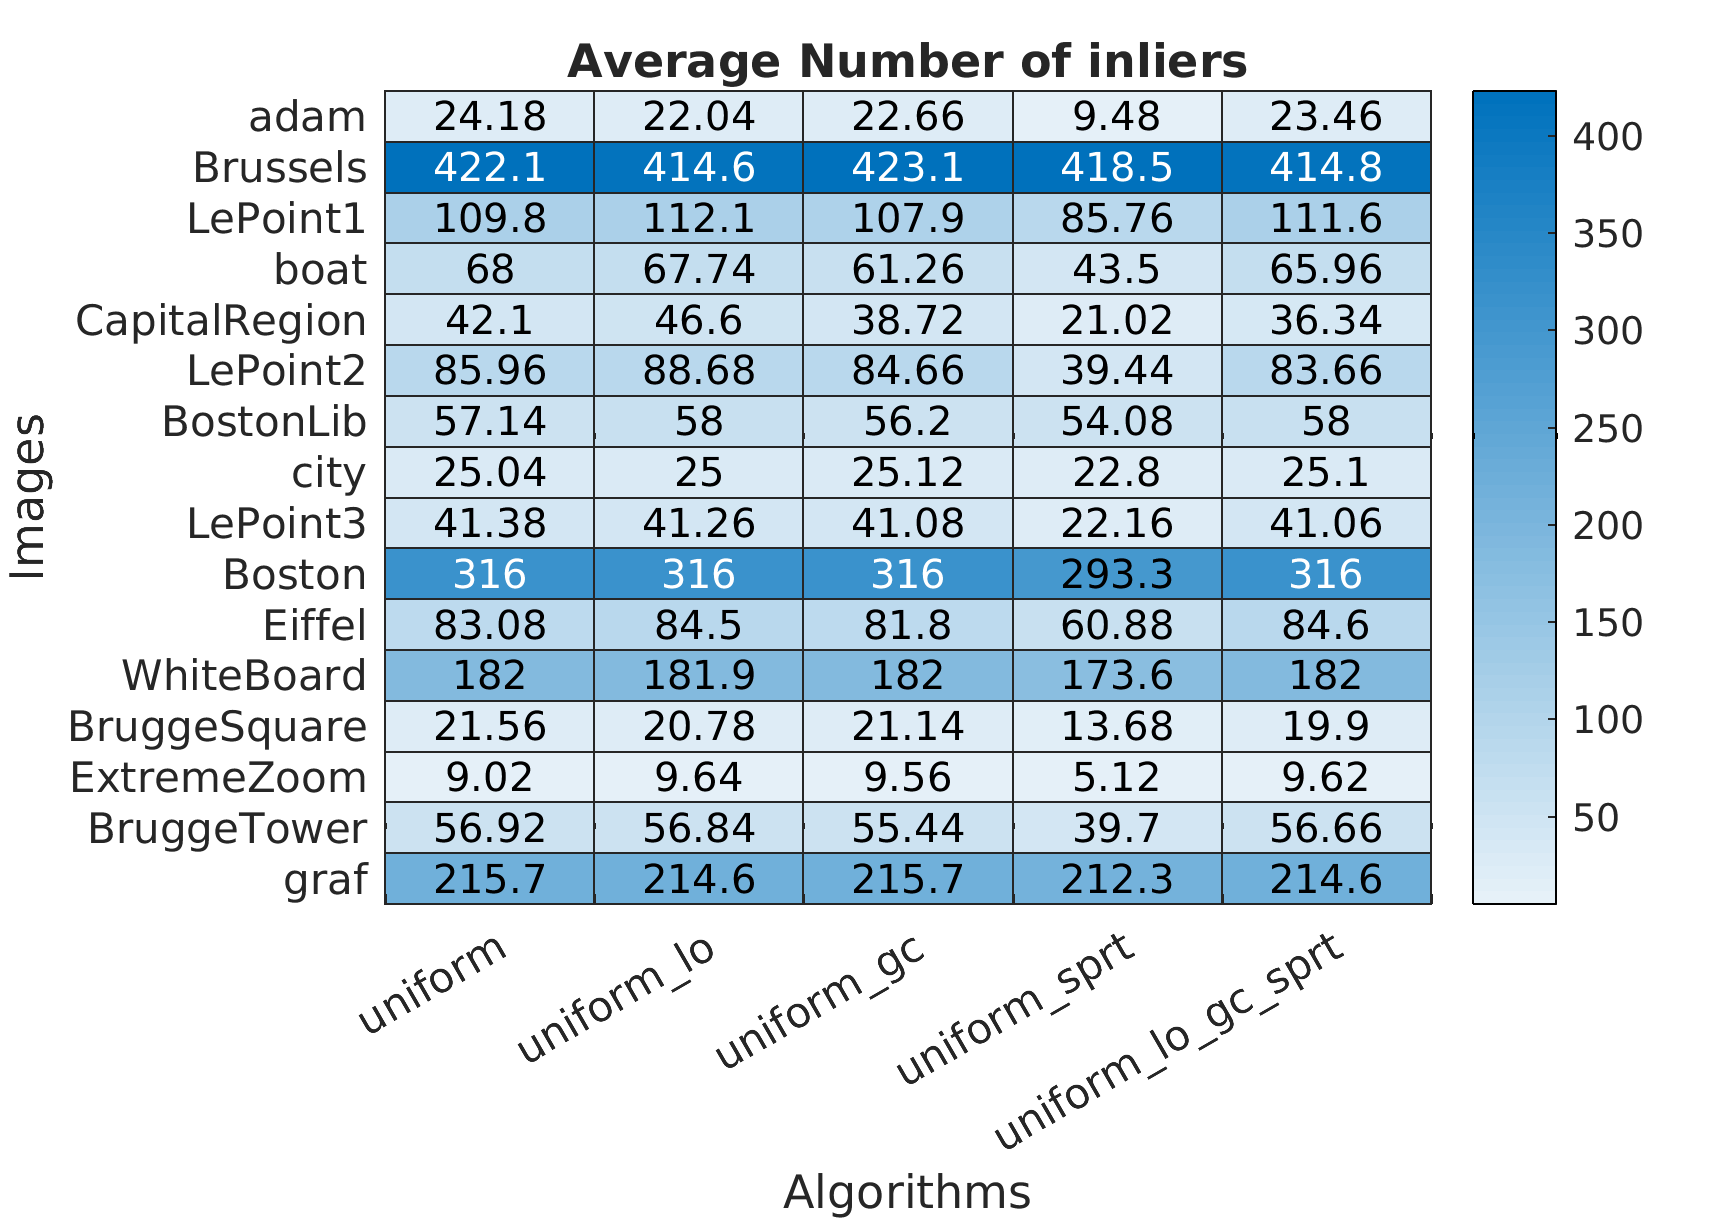 Average Number of inliers
adam 24.18 22.04 22.66 9.48 23.46
Brussels 422.1 414.6 423.1 418.5 414.8
LePoint1 109.8 112.1 107.9 85.76 111.6
boat 68 67.74 61.26 43.5 65.96
CapitalRegion 42.1 46.6 38.72 21.02 36.34
LePoint2 85.96 88.68 84.66 39.44 83.66
BostonLib 57.14 58 56.2 54.08 58
city 25.04 25 25.12 22.8 25.1
LePoint3 41.38 41.26 41.08 22.16 41.06
Boston 316 316 316 293.3 316
Eiffel 83.08 84.5 81.8 60.88 84.6
WhiteBoard 182 181.9 182 173.6 182
BruggeSquare 21.56 20.78 21.14 13.68 19.9
ExtremeZoom 9.02 9.64 9.56 5.12 9.62
BruggeTower 56.92 56.84 55.44 39.7 56.66
graf 215.7 214.6 215.7 212.3 214.6
uniform uniform_lo uniform_gc uniform_sprt uniform_lo_gc_sprt
Algorithms
Images
400
350
300
250
200
150
100
50